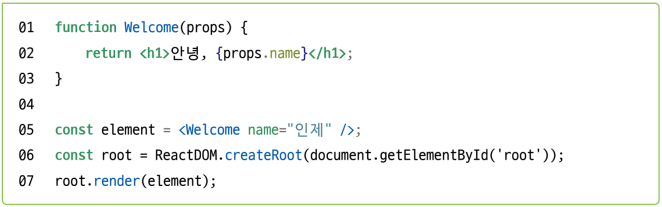 01 function Welcome(props) {
02     return <h1>안녕, {props.name}</h1>;
03 }
04
05 const element = <Welcome name="인제" />;
06 const root = ReactDOM.createRoot(document.getElementById('root'));
07 root.render(element);